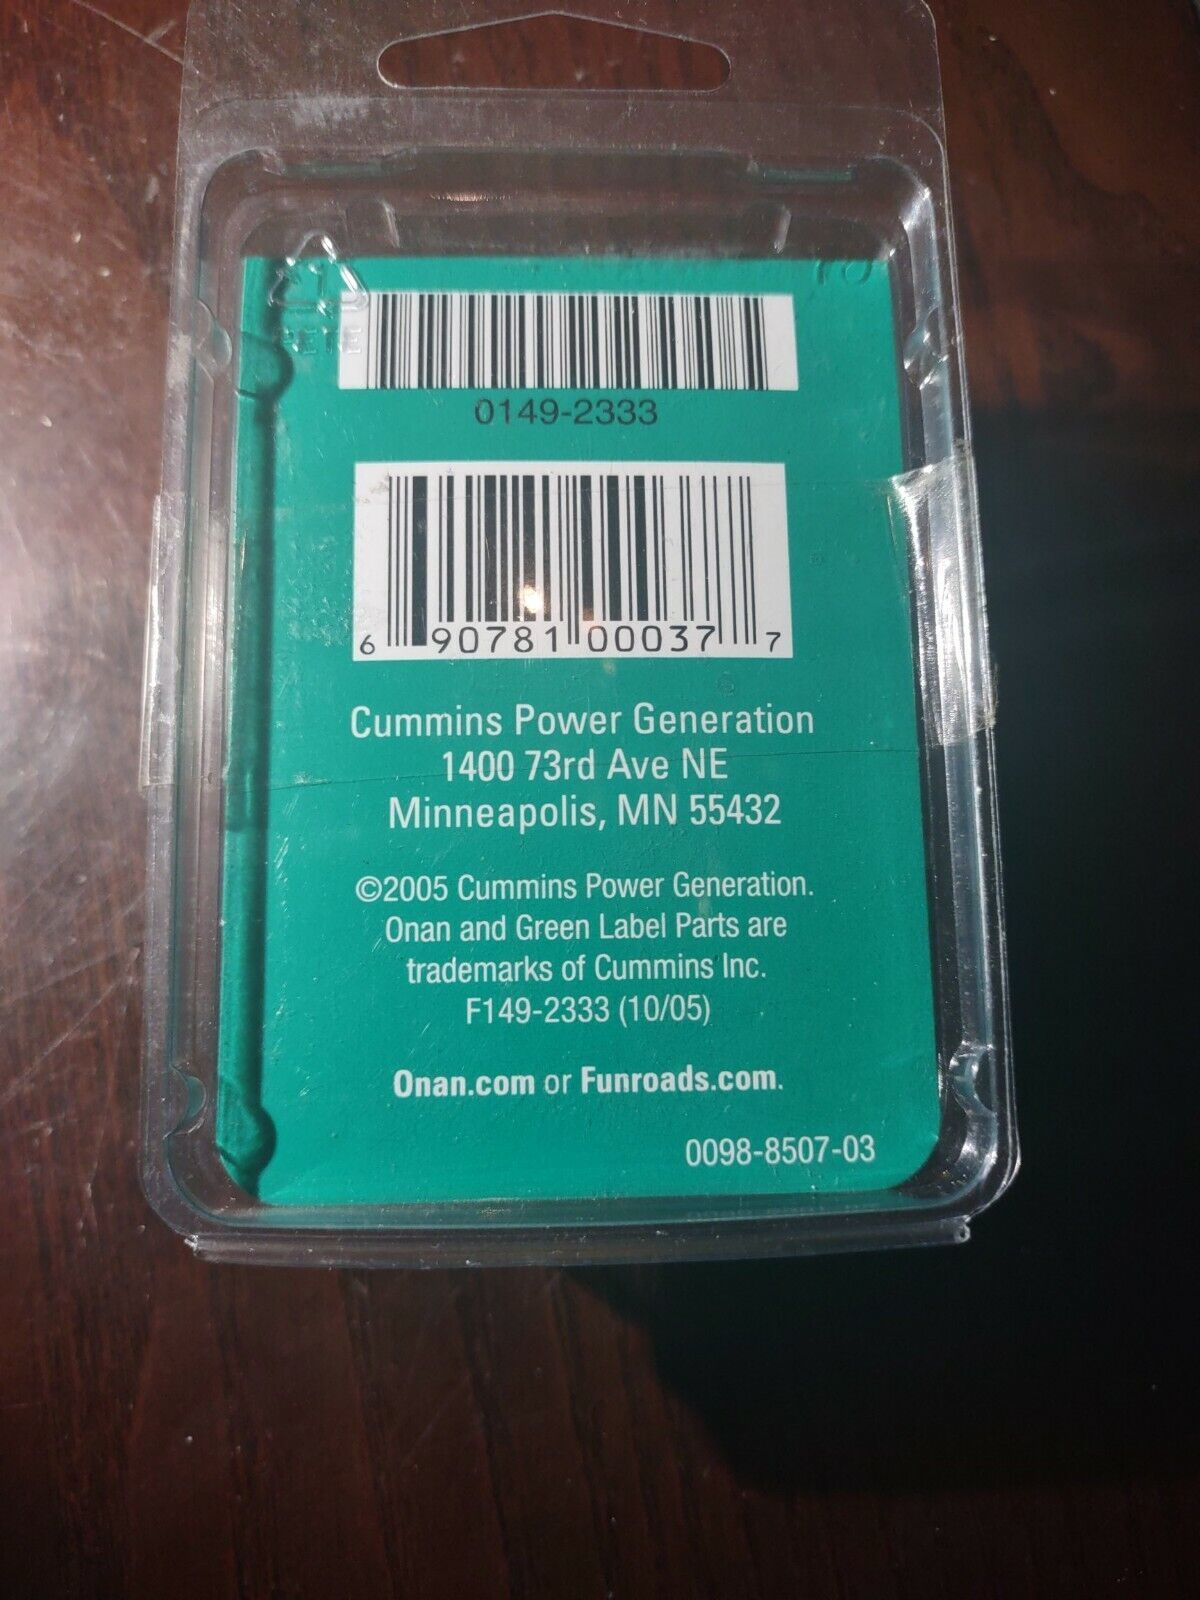 1
PETE
0149-2333
6 90781 00037 7
Cummins Power Generation
1400 73rd Ave NE
Minneapolis, MN 55432
©2005 Cummins Power Generation.
Onan and Green Label Parts are
trademarks of Cummins Inc.
F149-2333 (10/05)
Onan.com or Funroads.com.
0098-8507-03